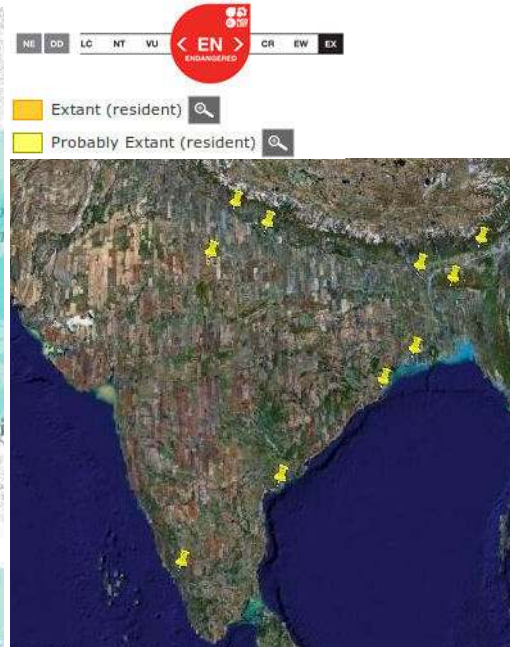 NE DD LC NT VU < EN > CR EW EX
ENDANGERED
Extant (resident)
Probably Extant (resident)